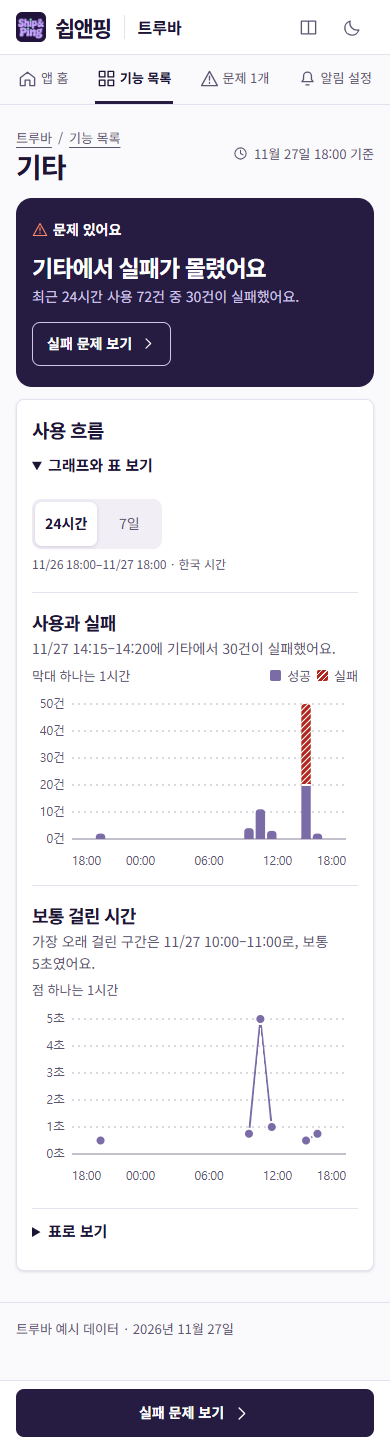 Ship& Ping
쉽앤핑
트루바
앱 홈
기능 목록
문제 1개
알림 설정
트루바 / 기능 목록
기타
11월 27일 18:00 기준
문제 있어요
기타에서 실패가 몰렸어요
최근 24시간 사용 72건 중 30건이 실패했어요.
실패 문제 보기
사용 흐름
▼ 그래프와 표 보기
24시간
7일
11/26 18:00–11/27 18:00 · 한국 시간
사용과 실패
11/27 14:15–14:20에 기타에서 30건이 실패했어요.
막대 하나는 1시간
성공
실패
50건
40건
30건
20건
10건
0건
18:00 00:00 06:00 12:00 18:00
보통 걸린 시간
가장 오래 걸린 구간은 11/27 10:00–11:00로, 보통
5초였어요.
점 하나는 1시간
5초
4초
3초
2초
1초
0초
18:00 00:00 06:00 12:00 18:00
▶ 표로 보기
트루바 예시 데이터 · 2026년 11월 27일
실패 문제 보기